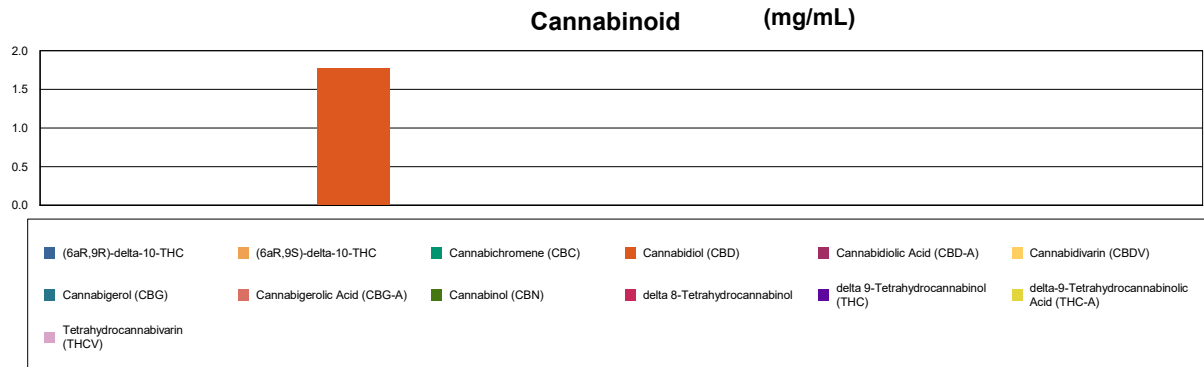 Cannabinoid (mg/mL)
2.0
1.5
1.0
0.5
0.0
(6aR,9R)-delta-10-THC (6aR,9S)-delta-10-THC Cannabichromene (CBC) Cannabidiol (CBD) Cannabidiolic Acid (CBD-A) Cannabidivarin (CBDV)
Cannabigerol (CBG) Cannabigerolic Acid (CBG-A) Cannabinol (CBN) delta 8-Tetrahydrocannabinol delta 9-Tetrahydrocannabinol
(THC) delta-9-Tetrahydrocannabinolic
Acid (THC-A)
Tetrahydrocannabivarin
(THCV)